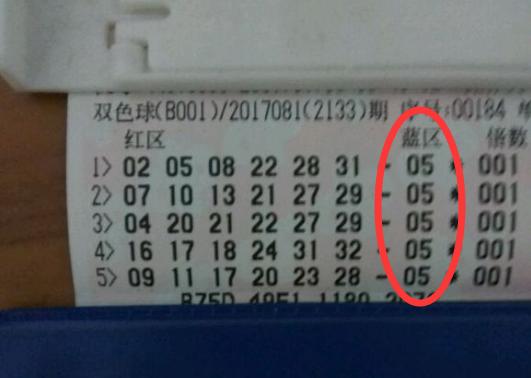 双色球(B001)/2017081(2133)期 序号:00184
红区 蓝区 倍数
1> 02 05 08 22 28 31 - 05 * 001
2> 07 10 13 21 27 29 - 05 * 001
3> 04 20 21 22 27 29 - 05 * 001
4> 16 17 18 24 31 32 - 05 * 001
5> 09 11 17 20 23 28 - 05 * 001